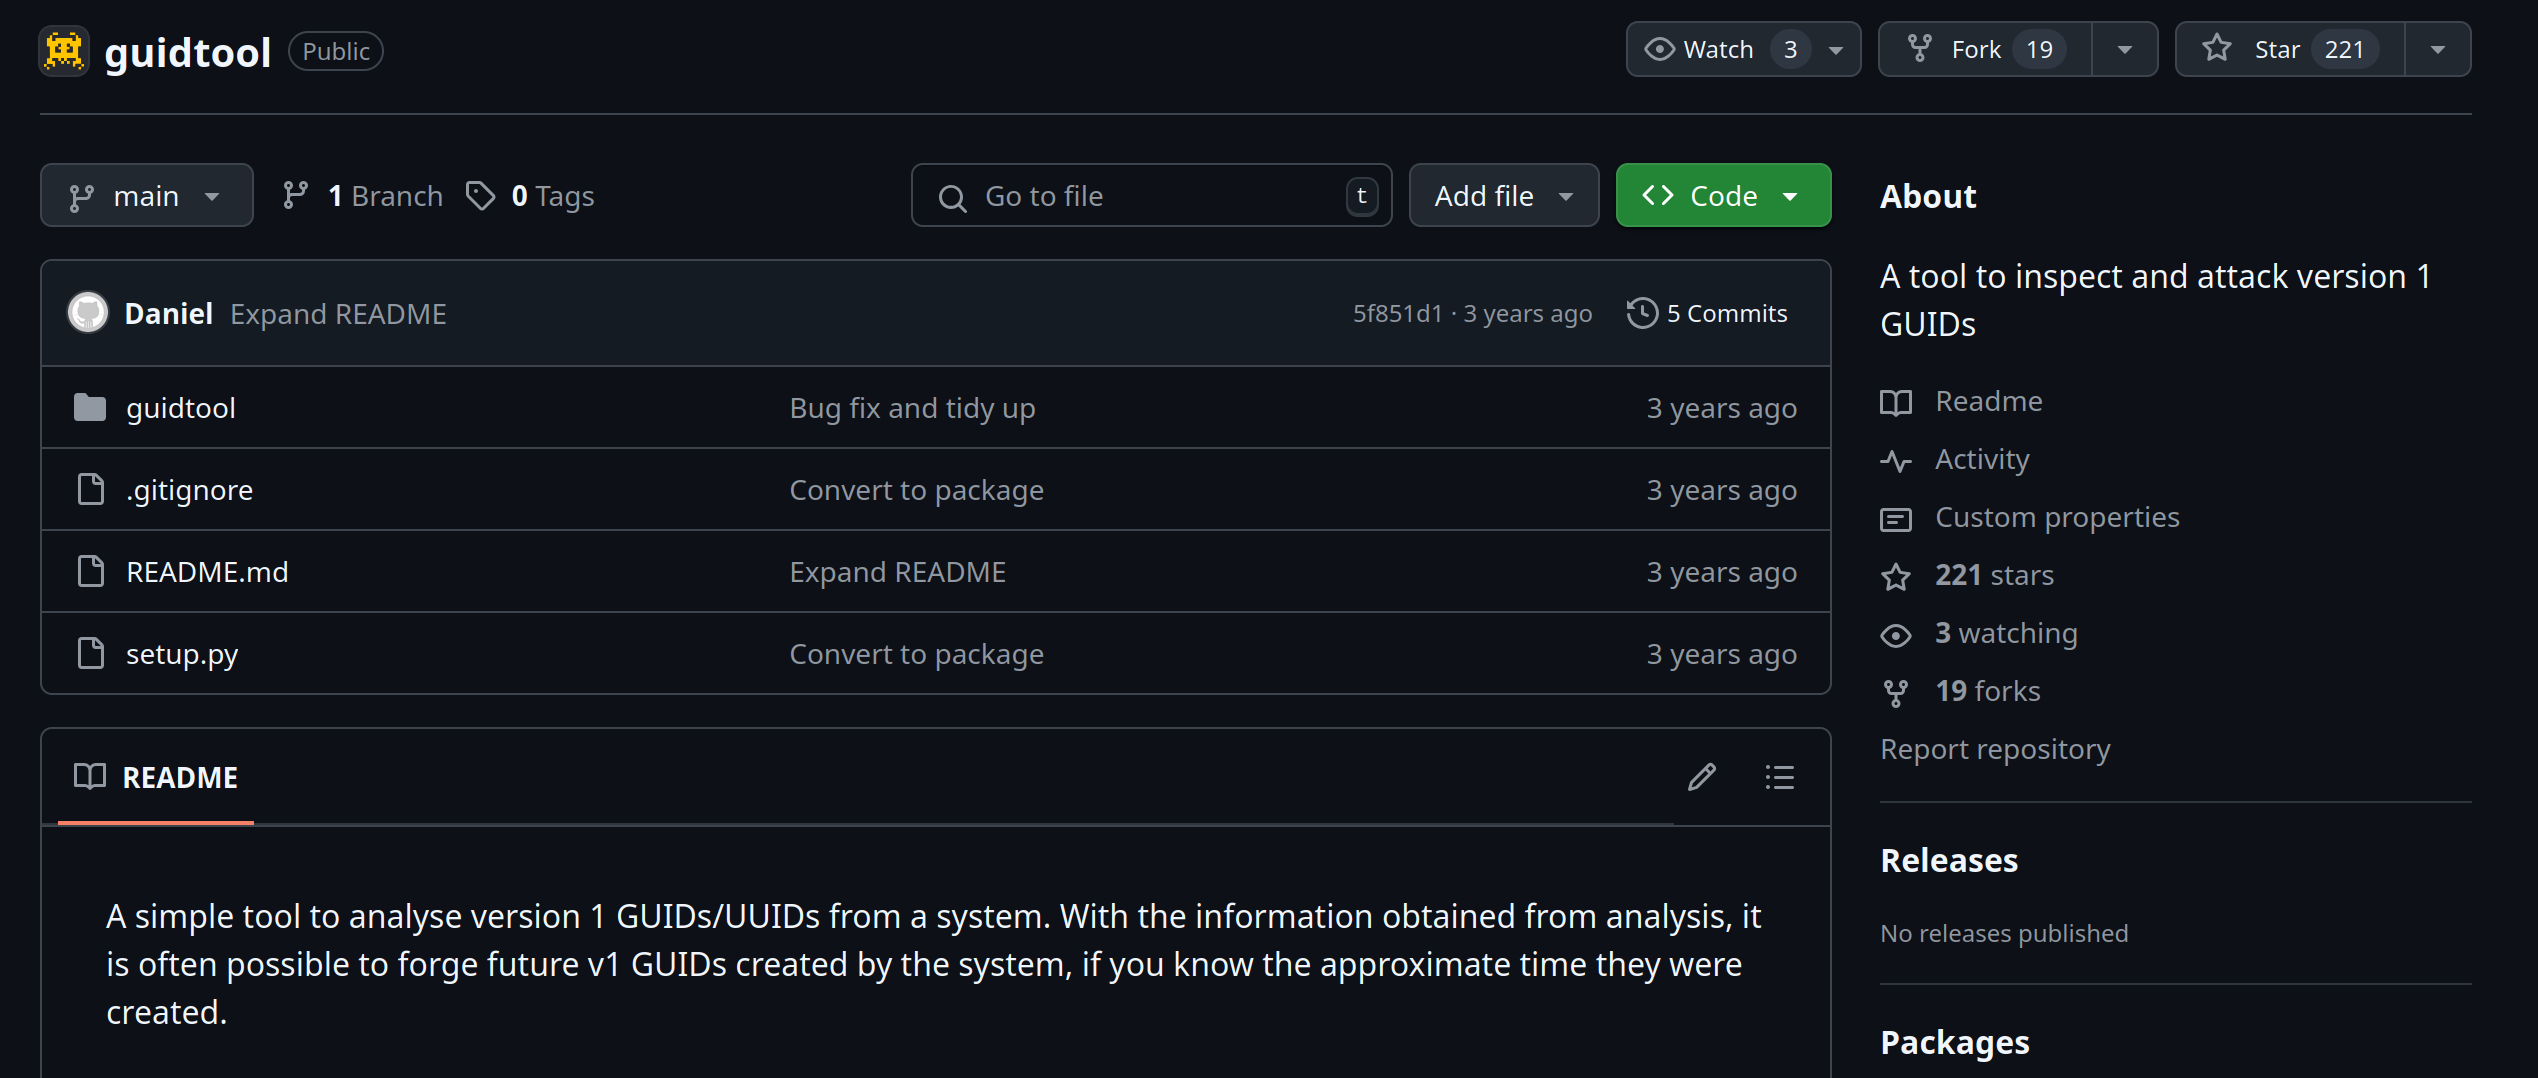 guidtool Public Watch 3 Fork 19 Star 221
main 1 Branch 0 Tags Go to file t Add file Code
Daniel Expand README 5f851d1 · 3 years ago 5 Commits
guidtool Bug fix and tidy up 3 years ago
.gitignore Convert to package 3 years ago
README.md Expand README 3 years ago
setup.py Convert to package 3 years ago
README
A simple tool to analyse version 1 GUIDs/UUIDs from a system. With the information obtained from analysis, it
is often possible to forge future v1 GUIDs created by the system, if you know the approximate time they were
created.
About
A tool to inspect and attack version 1
GUIDs
Readme
Activity
Custom properties
221 stars
3 watching
19 forks
Report repository
Releases
No releases published
Packages